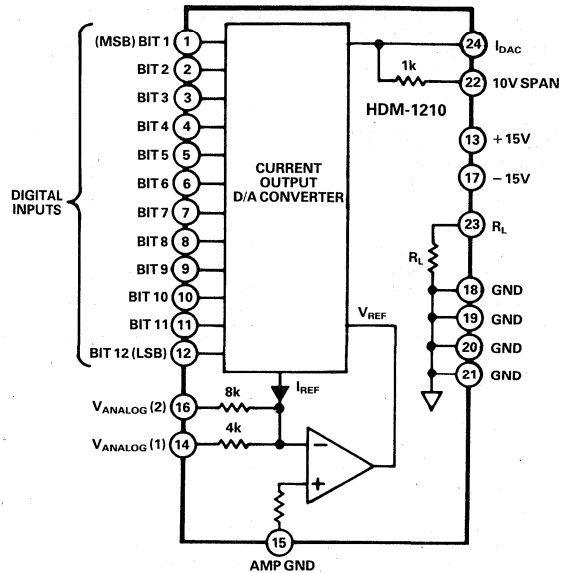 (MSB) BIT 1 1
BIT 2 2
BIT 3 3
BIT 4 4
BIT 5 5
BIT 6 6
BIT 7 7
BIT 8 8
BIT 9 9
BIT 10 10
BIT 11 11
BIT 12 (LSB) 12
DIGITAL
INPUTS
CURRENT
OUTPUT
D/A CONVERTER
24 IDAC
1k
22 10V SPAN
HDM-1210
13 +15V
17 −15V
23 RL
RL
18 GND
19 GND
20 GND
21 GND
VREF
IREF
VANALOG (2) 16 8k
VANALOG (1) 14 4k
−
+
15
AMP GND